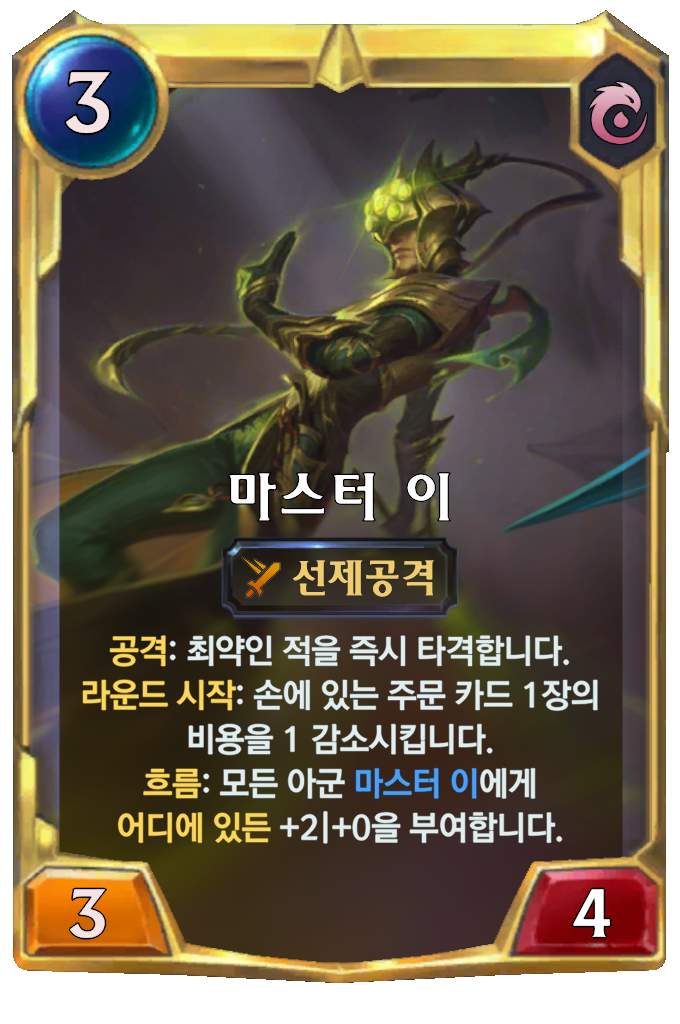 3
마스터 이
선제공격
공격: 최약인 적을 즉시 타격합니다.
라운드 시작: 손에 있는 주문 카드 1장의
비용을 1 감소시킵니다.
흐름: 모든 아군 마스터 이에게
어디에 있든 +2|+0을 부여합니다.
3
4